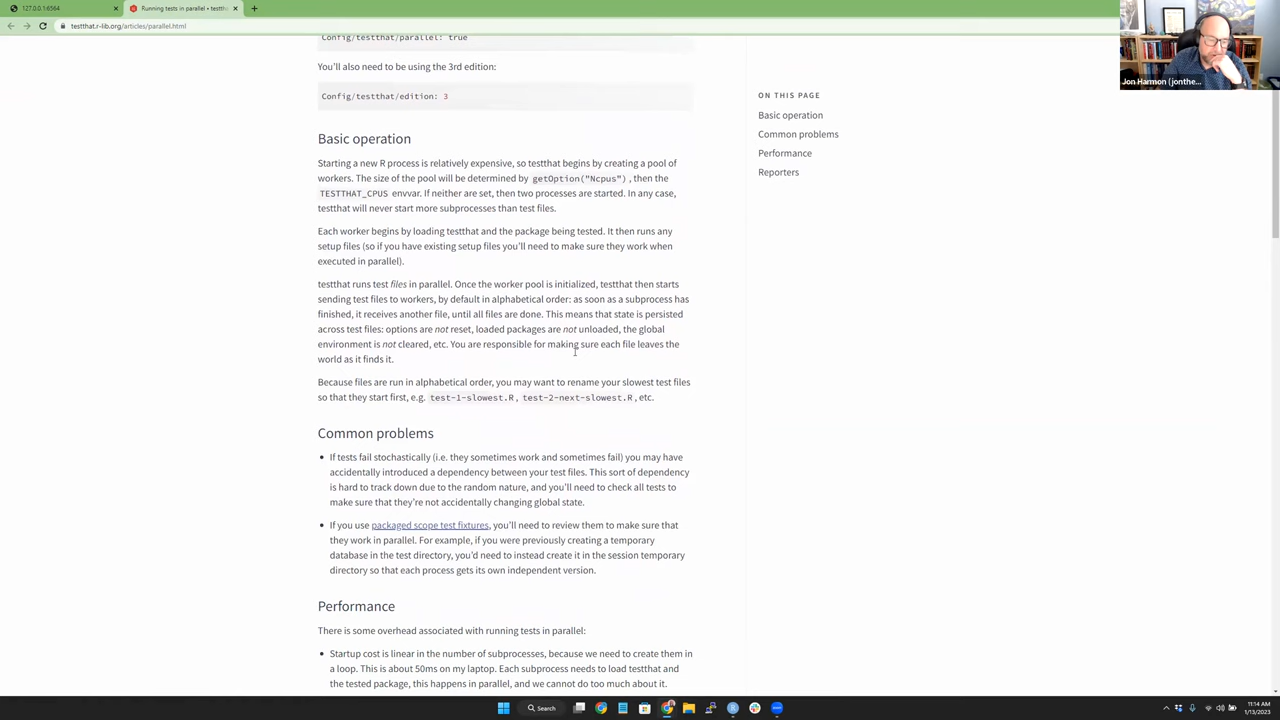 127.0.0.1:6564
Running tests in parallel • testth
testthat.r-lib.org/articles/parallel.html
Config/testthat/parallel: true
You'll also need to be using the 3rd edition:
Config/testthat/edition: 3
Basic operation
Starting a new R process is relatively expensive, so testthat begins by creating a pool of
workers. The size of the pool will be determined by getOption("Ncpus"), then the
TESTTHAT_CPUS envvar. If neither are set, then two processes are started. In any case,
testthat will never start more subprocesses than test files.
Each worker begins by loading testthat and the package being tested. It then runs any
setup files (so if you have existing setup files you'll need to make sure they work when
executed in parallel).
testthat runs test files in parallel. Once the worker pool is initialized, testthat then starts
sending test files to workers, by default in alphabetical order: as soon as a subprocess has
finished, it receives another file, until all files are done. This means that state is persisted
across test files: options are not reset, loaded packages are not unloaded, the global
environment is not cleared, etc. You are responsible for making sure each file leaves the
world as it finds it.
Because files are run in alphabetical order, you may want to rename your slowest test files
so that they start first, e.g. test-1-slowest.R, test-2-next-slowest.R, etc.
Common problems
• If tests fail stochastically (i.e. they sometimes work and sometimes fail) you may have
accidentally introduced a dependency between your test files. This sort of dependency
is hard to track down due to the random nature, and you'll need to check all tests to
make sure that they're not accidentally changing global state.
• If you use packaged scope test fixtures, you'll need to review them to make sure that
they work in parallel. For example, if you were previously creating a temporary
database in the test directory, you'd need to instead create it in the session temporary
directory so that each process gets its own independent version.
Performance
There is some overhead associated with running tests in parallel:
• Startup cost is linear in the number of subprocesses, because we need to create them in
a loop. This is about 50ms on my laptop. Each subprocess needs to load testthat and
the tested package, this happens in parallel, and we cannot do too much about it.
ON THIS PAGE
Basic operation
Common problems
Performance
Reporters
Jon Harmon (jonthe...
Search
11:14 AM
1/13/2023